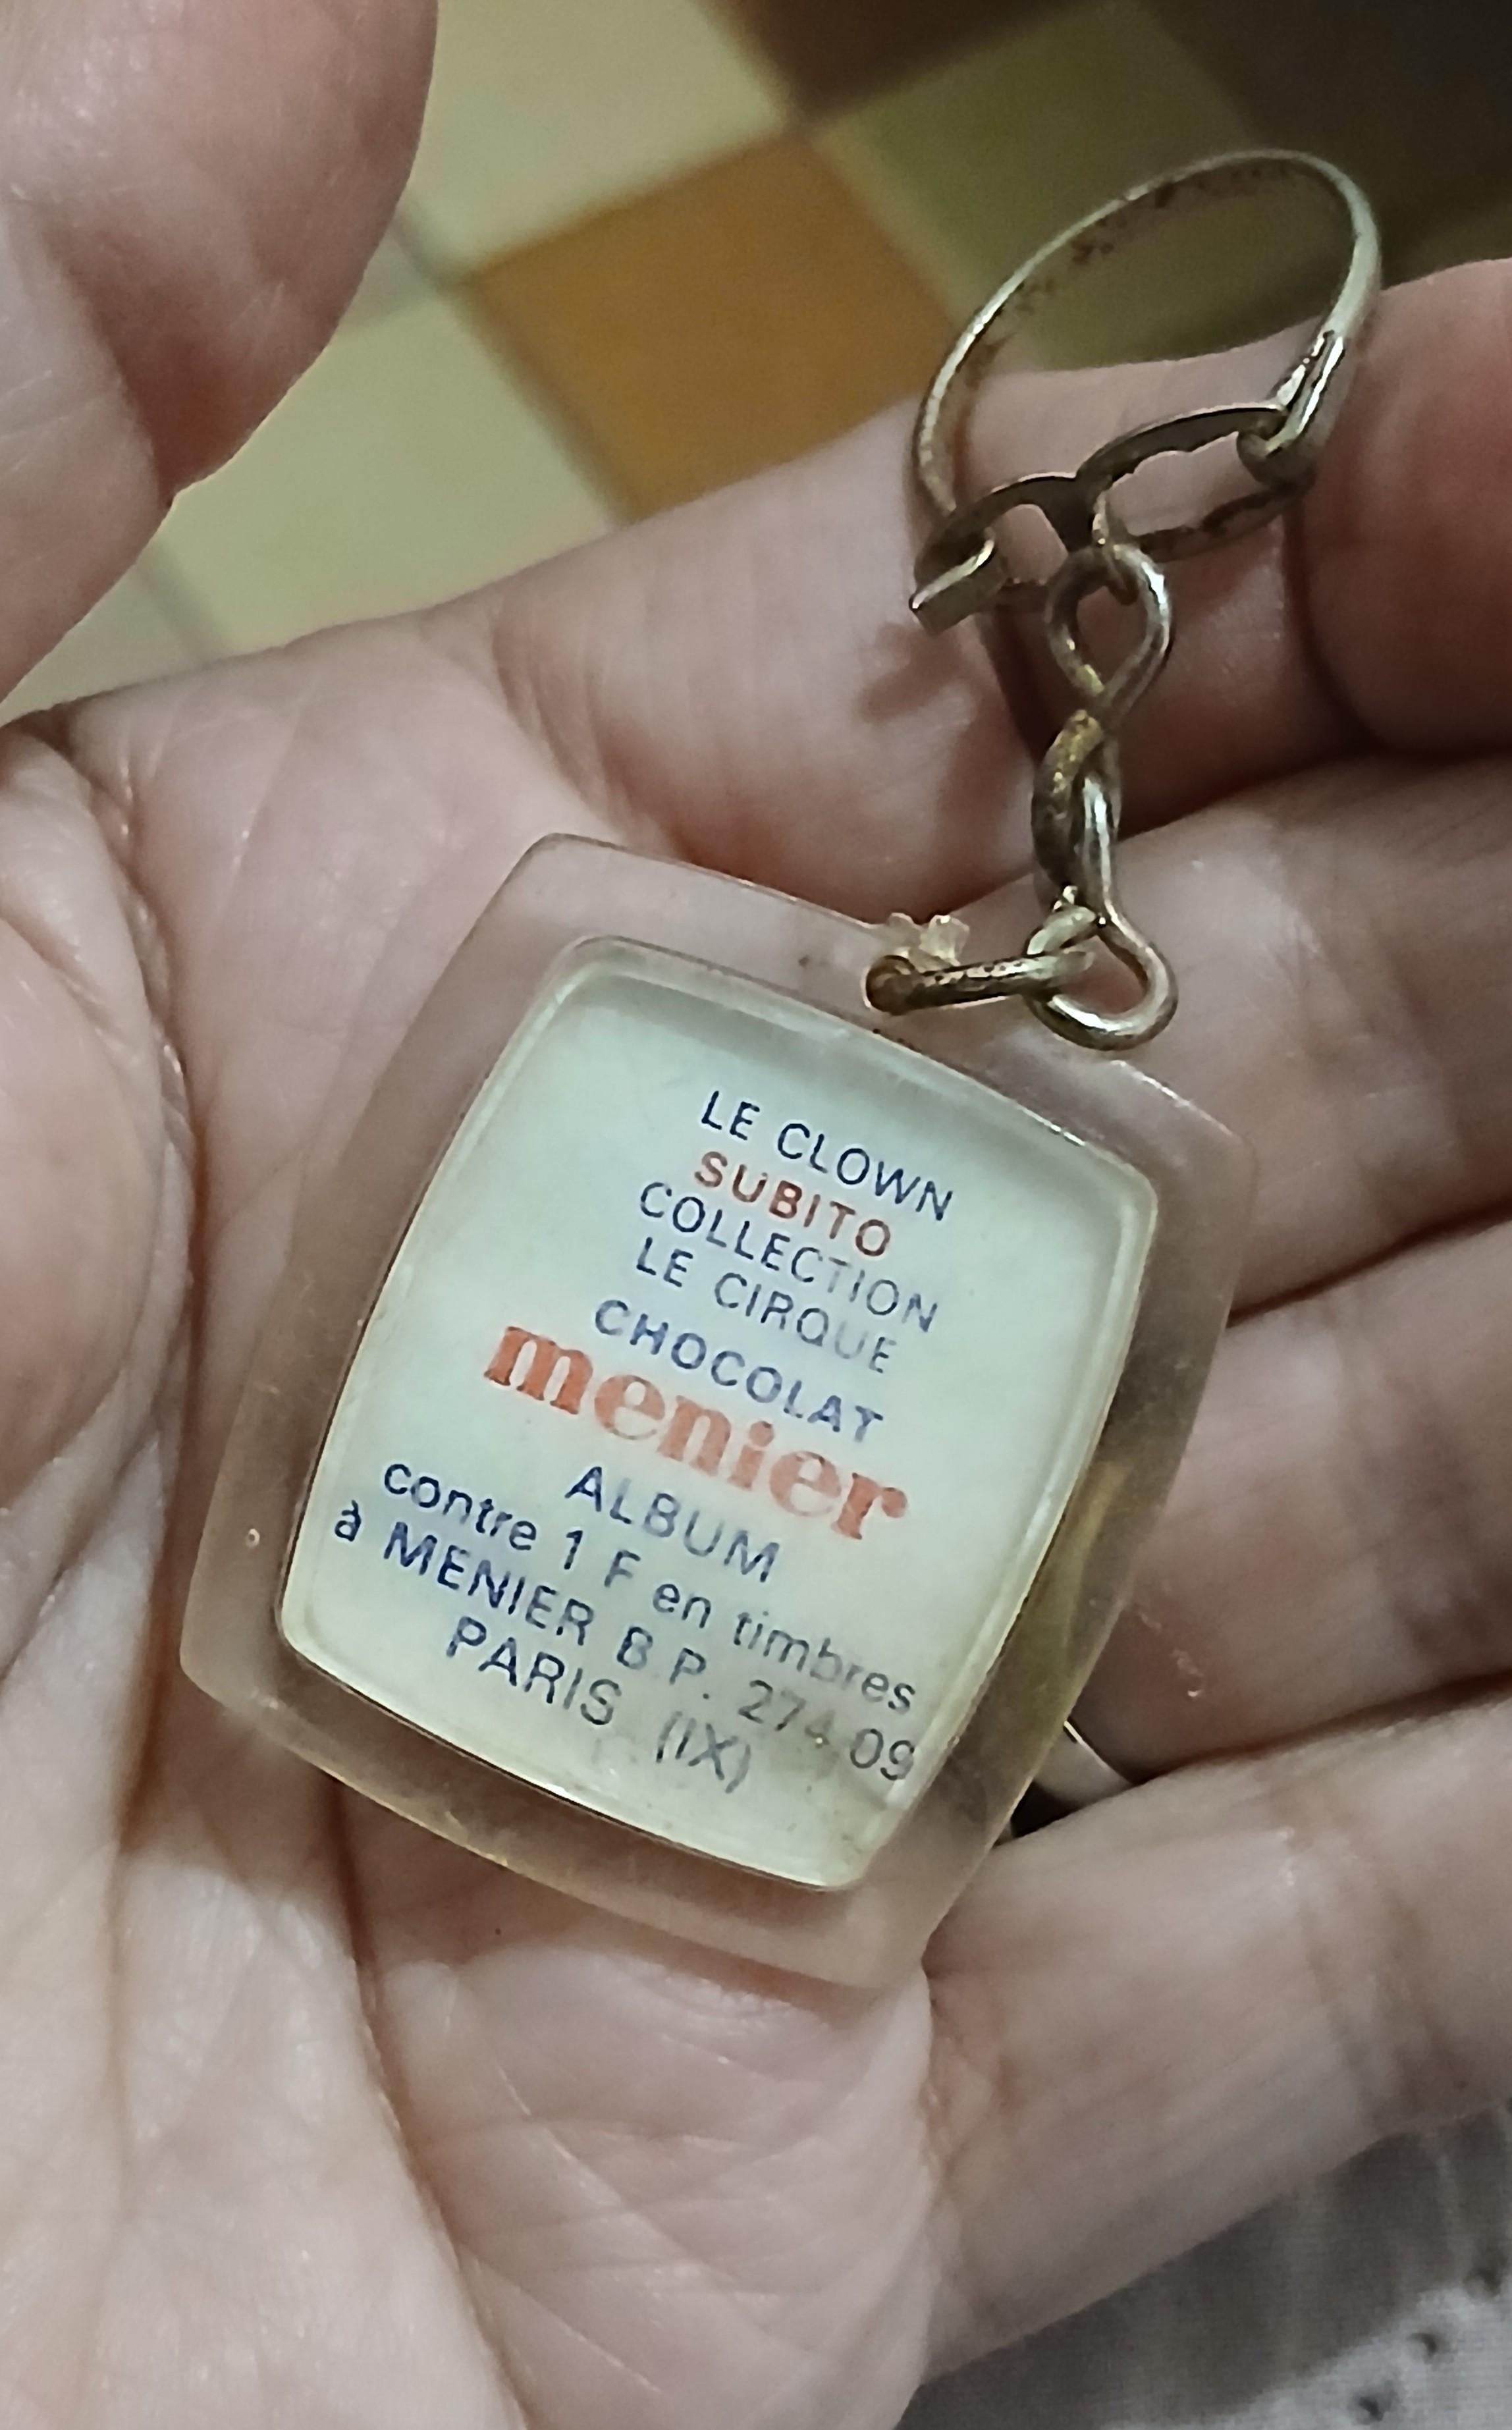 LE CLOWN
SUBITO
COLLECTION
LE CIRQUE
CHOCOLAT
menier
ALBUM
contre 1 F en timbres
à MENIER B.P. 274 09
PARIS (IX)